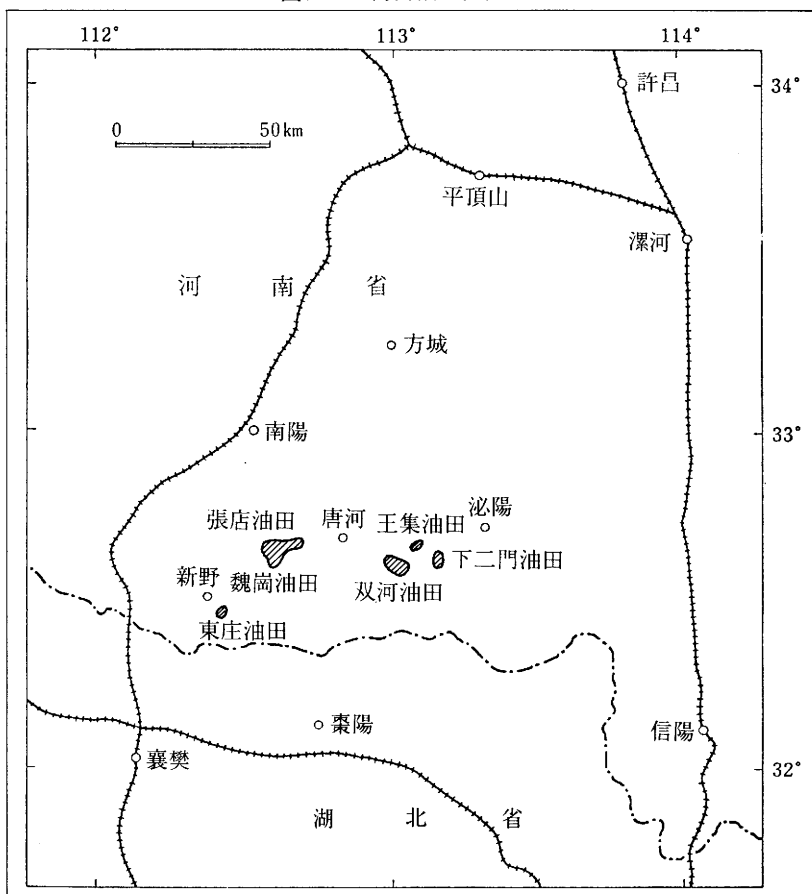 112°
113°
114°
34°
許昌
0 50km
平頂山
漯河
河南省
方城
南陽
33°
泌陽
張店油田
唐河
王集油田
下二門油田
新野
魏崗油田
双河油田
東庄油田
棗陽
信陽
襄樊
32°
湖北省